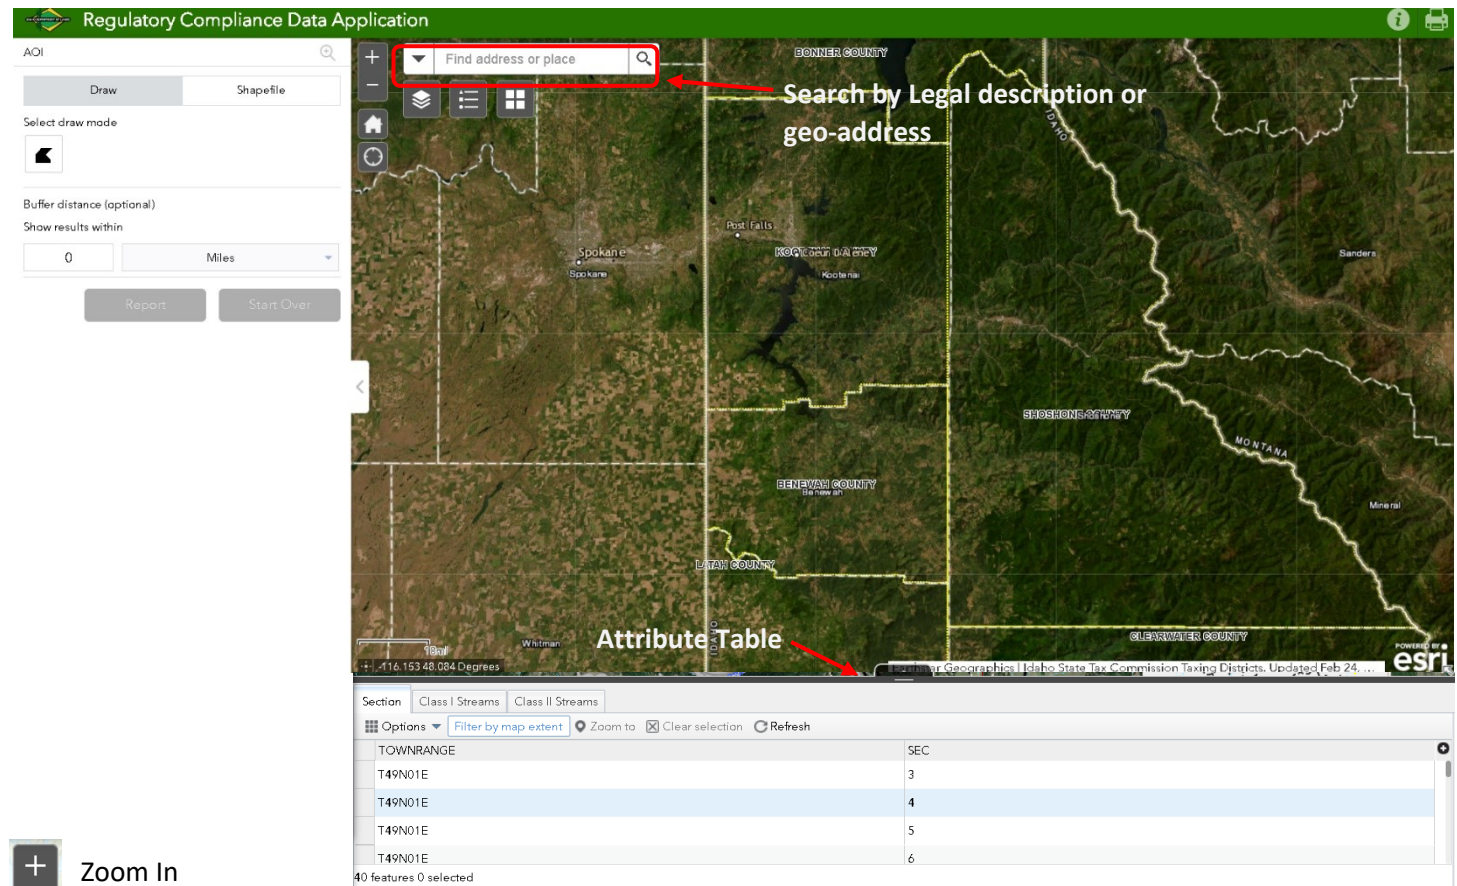 Regulatory Compliance Data Application
AOI
Draw
Shapefile
Select draw mode
Buffer distance (optional)
Show results within
0
Miles
Report
Start Over
Find address or place
Search by Legal description or
geo-address
BONNER COUNTY
IDAHO
Post Falls
Spokane
Spokane
Kootenai
Sanders
SHOSHONE COUNTY
MONTANA
BENEWAH COUNTY
Benewah
Mineral
LATAH COUNTY
IDAHO
Whitman
Attribute Table
CLEARWATER COUNTY
POWERED BY
esri
-116.153 48.084 Degrees
Earthstar Geographics | Idaho State Tax Commission Taxing Districts. Updated Feb 24, ...
Section
Class I Streams
Class II Streams
Options
Filter by map extent
Zoom to
Clear selection
Refresh
TOWNRANGE SEC
T49N01E 3
T49N01E 4
T49N01E 5
T49N01E 6
40 features 0 selected
+ Zoom In